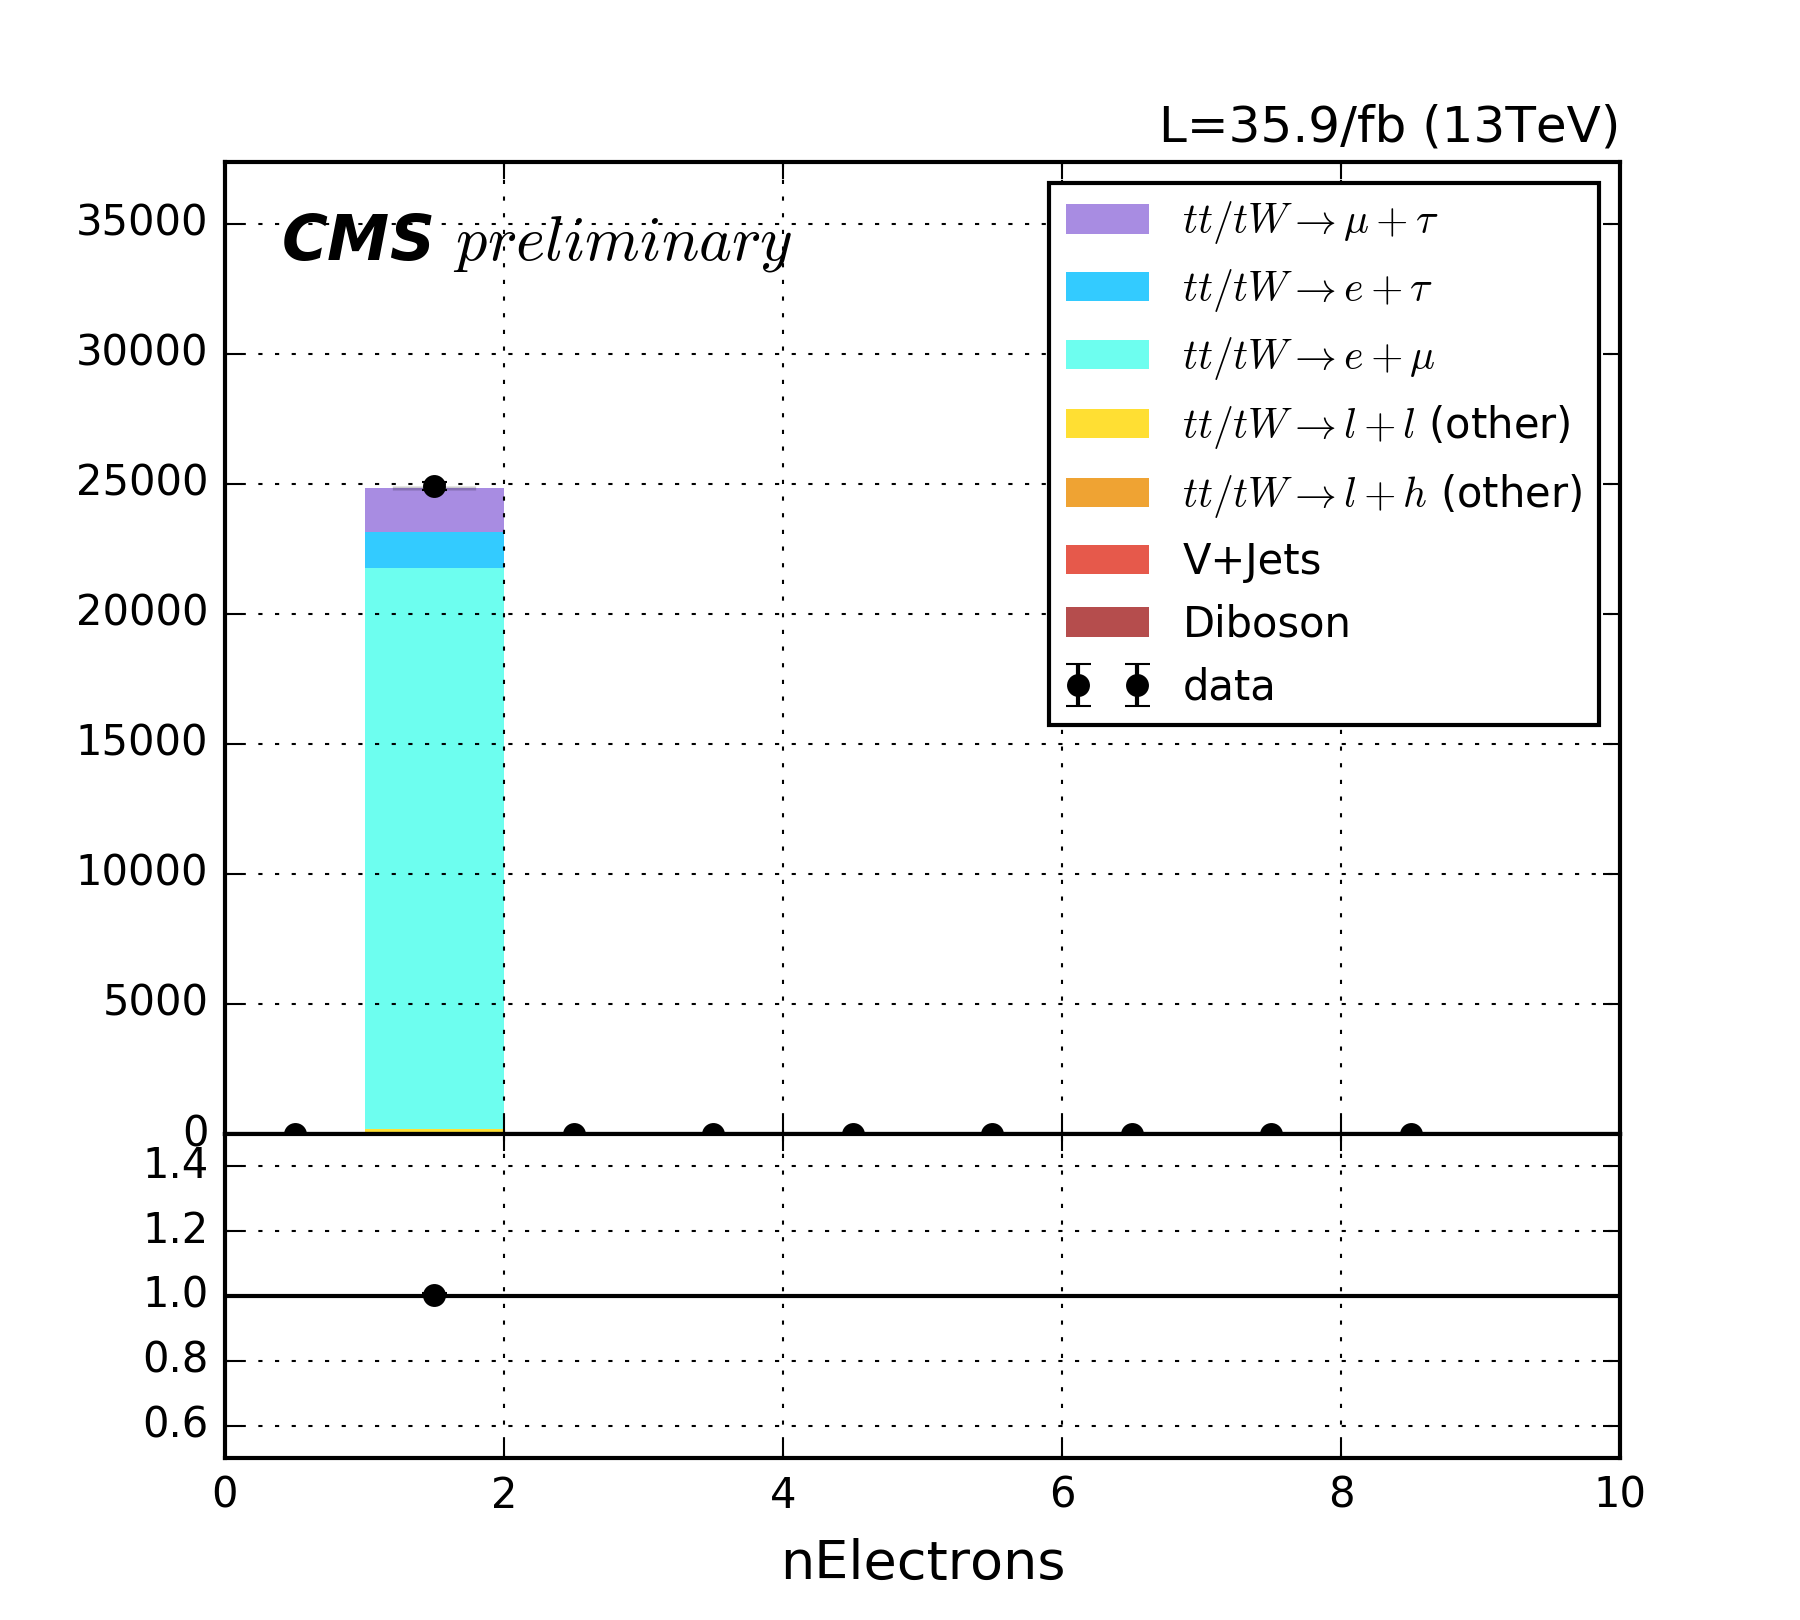 L=35.9/fb (13TeV)
CMS preliminary
35000
30000
25000
20000
15000
10000
5000
0
tt/tW→μ+τ
tt/tW→e+τ
tt/tW→e+μ
tt/tW→l+l (other)
tt/tW→l+h (other)
V+Jets
Diboson
data
1.4
1.2
1.0
0.8
0.6
0 2 4 6 8 10
nElectrons